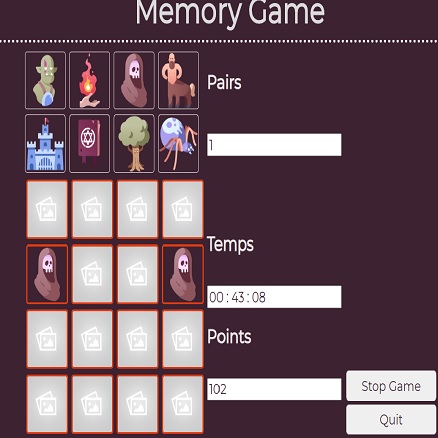 Memory Game
Pairs
1
Temps
00 : 43 : 08
Points
102
Stop Game
Quit